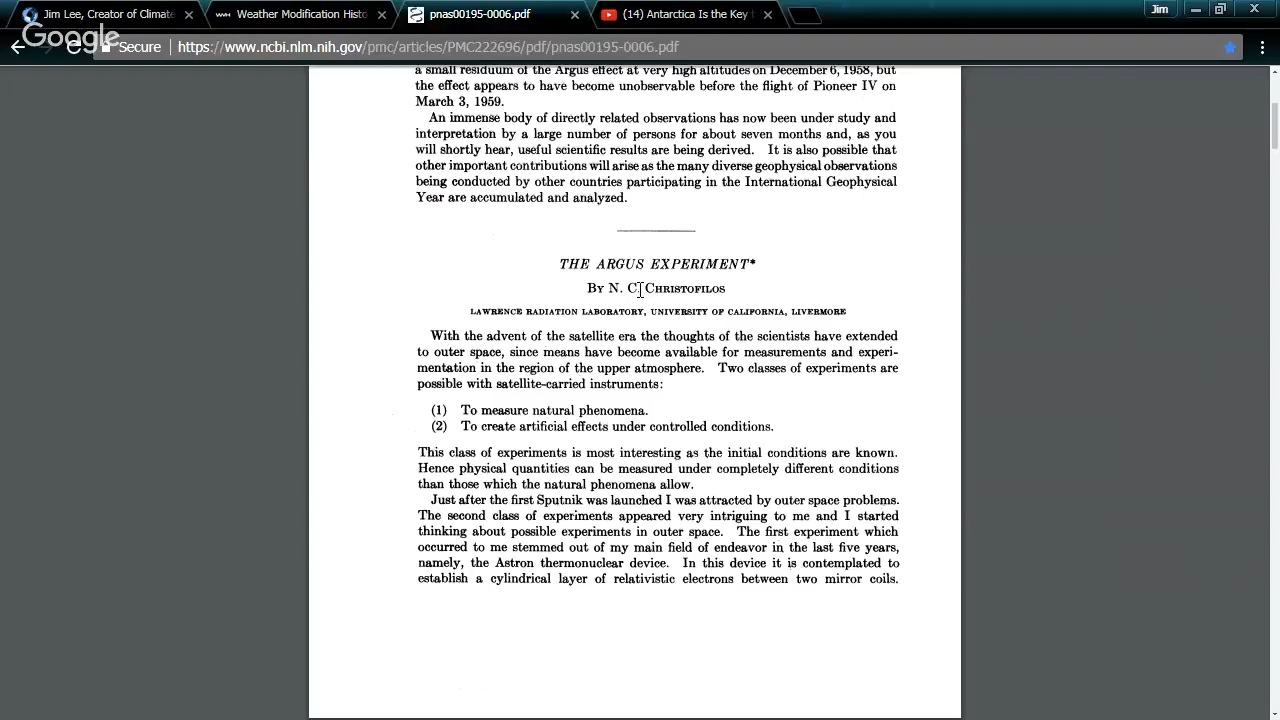 Jim Lee, Creator of Climate
Weather Modification Histo
pnas00195-0006.pdf
(14) Antarctica Is the Key t
Jim
Google
Secure https://www.ncbi.nlm.nih.gov/pmc/articles/PMC222696/pdf/pnas00195-0006.pdf
a small residuum of the Argus effect at very high altitudes on December 6, 1958, but
the effect appears to have become unobservable before the flight of Pioneer IV on
March 3, 1959.
An immense body of directly related observations has now been under study and
interpretation by a large number of persons for about seven months and, as you
will shortly hear, useful scientific results are being derived. It is also possible that
other important contributions will arise as the many diverse geophysical observations
being conducted by other countries participating in the International Geophysical
Year are accumulated and analyzed.
THE ARGUS EXPERIMENT*
BY N. C. CHRISTOFILOS
LAWRENCE RADIATION LABORATORY, UNIVERSITY OF CALIFORNIA, LIVERMORE
With the advent of the satellite era the thoughts of the scientists have extended
to outer space, since means have become available for measurements and experi-
mentation in the region of the upper atmosphere. Two classes of experiments are
possible with satellite-carried instruments:
(1) To measure natural phenomena.
(2) To create artificial effects under controlled conditions.
This class of experiments is most interesting as the initial conditions are known.
Hence physical quantities can be measured under completely different conditions
than those which the natural phenomena allow.
Just after the first Sputnik was launched I was attracted by outer space problems.
The second class of experiments appeared very intriguing to me and I started
thinking about possible experiments in outer space. The first experiment which
occurred to me stemmed out of my main field of endeavor in the last five years,
namely, the Astron thermonuclear device. In this device it is contemplated to
establish a cylindrical layer of relativistic electrons between two mirror coils.